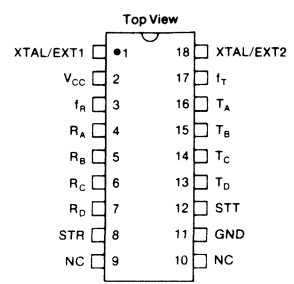 Top View
XTAL/EXT1 1 18 XTAL/EXT2
VCC 2 17 fT
fR 3 16 TA
RA 4 15 TB
RB 5 14 TC
RC 6 13 TD
RD 7 12 STT
STR 8 11 GND
NC 9 10 NC